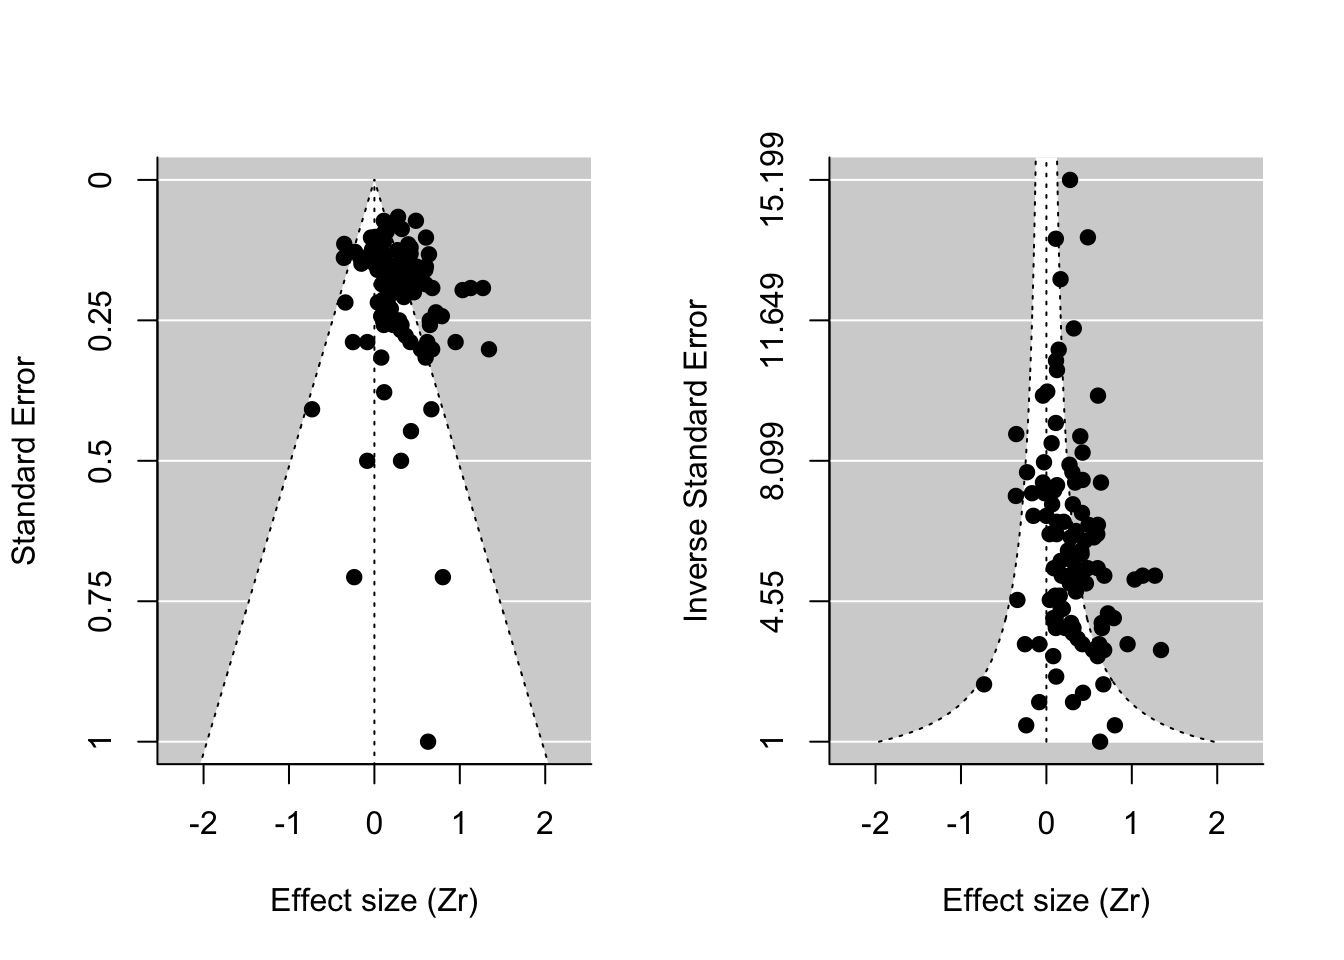 Standard Error
0
0.25
0.5
0.75
1
-2 -1 0 1 2
Effect size (Zr)
Inverse Standard Error
15.199
11.649
8.099
4.55
1
-2 -1 0 1 2
Effect size (Zr)